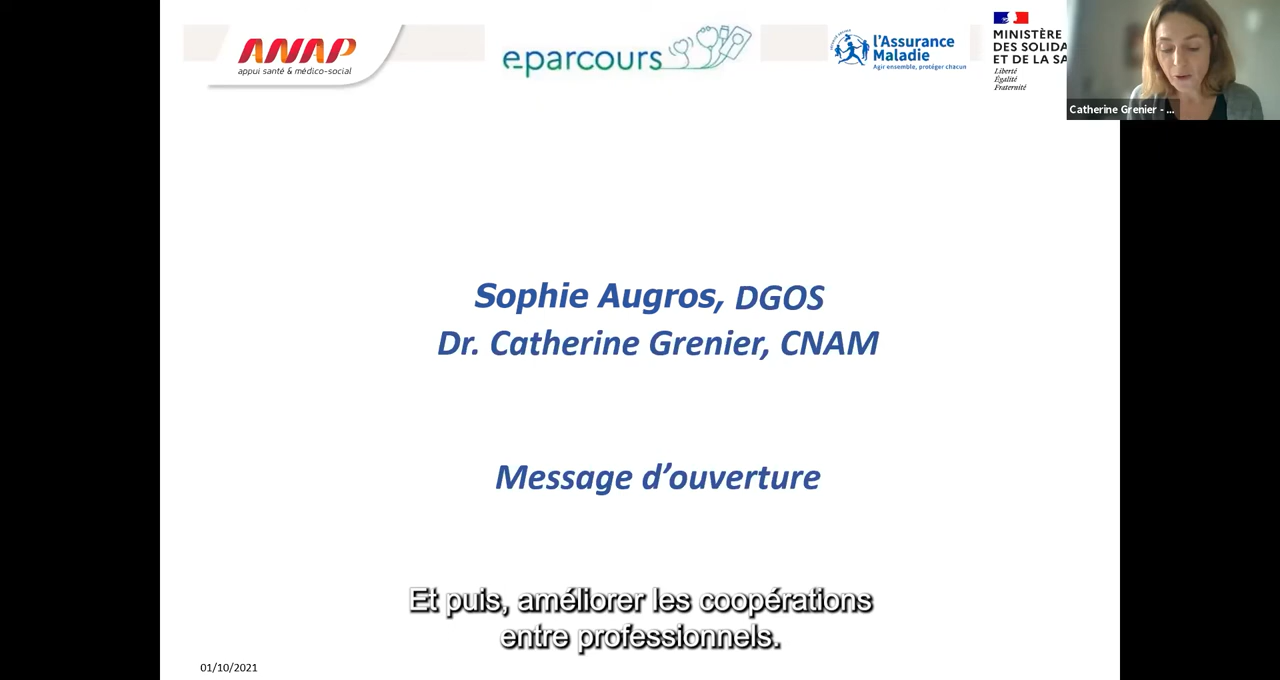 ANAP
appui santé & médico-social
eparcours
l'Assurance
Maladie
Agir ensemble, protéger chacun
MINISTÈRE
DES SOLIDA
ET DE LA SA
Liberté
Égalité
Fraternité
Catherine Grenier - ...
Sophie Augros, DGOS
Dr. Catherine Grenier, CNAM
Message d’ouverture
Et puis, améliorer les coopérations
entre professionnels.
01/10/2021